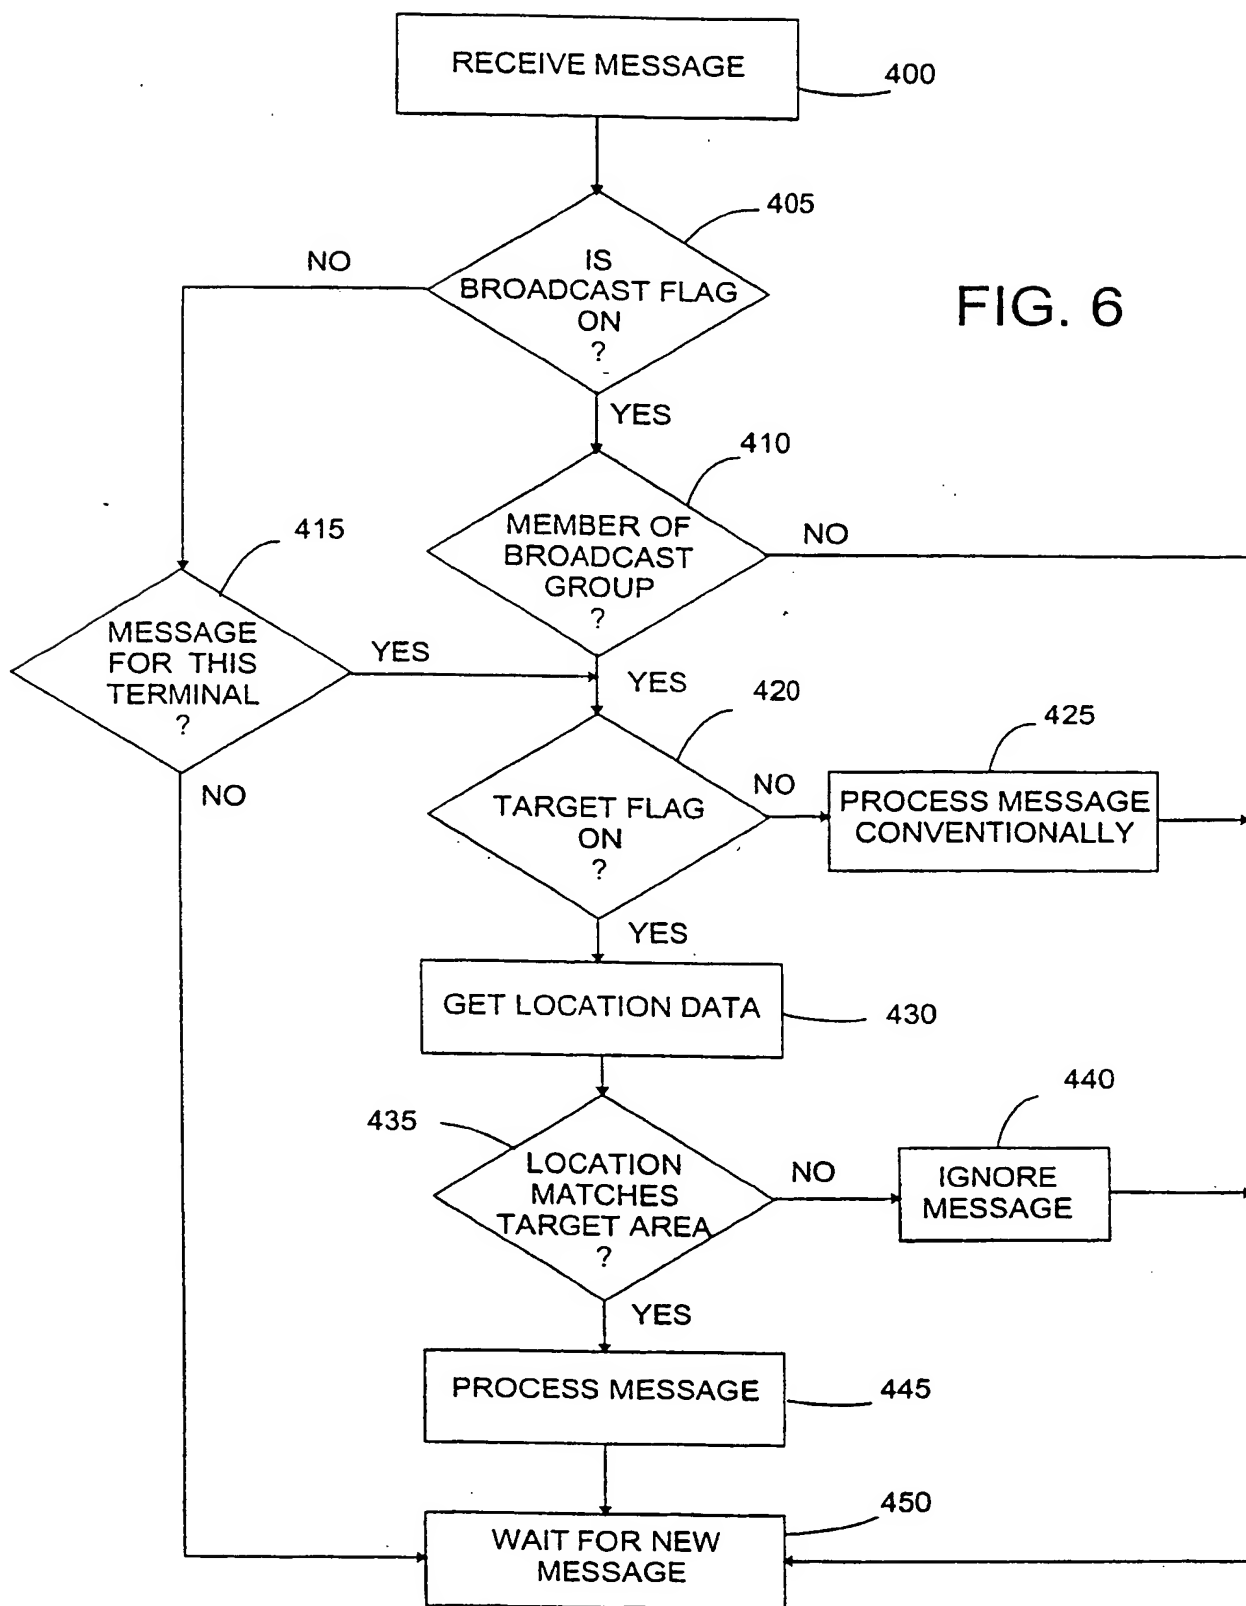 RECEIVE MESSAGE
400
405
NO
IS
BROADCAST FLAG
ON
?
FIG. 6
YES
410
MEMBER OF
BROADCAST
GROUP
?
NO
415
MESSAGE
FOR THIS
TERMINAL
?
YES
YES
420
425
NO
TARGET FLAG
ON
?
NO
PROCESS MESSAGE
CONVENTIONALLY
YES
GET LOCATION DATA
430
440
435
LOCATION
MATCHES
TARGET AREA
?
NO
IGNORE
MESSAGE
YES
PROCESS MESSAGE
445
450
WAIT FOR NEW
MESSAGE